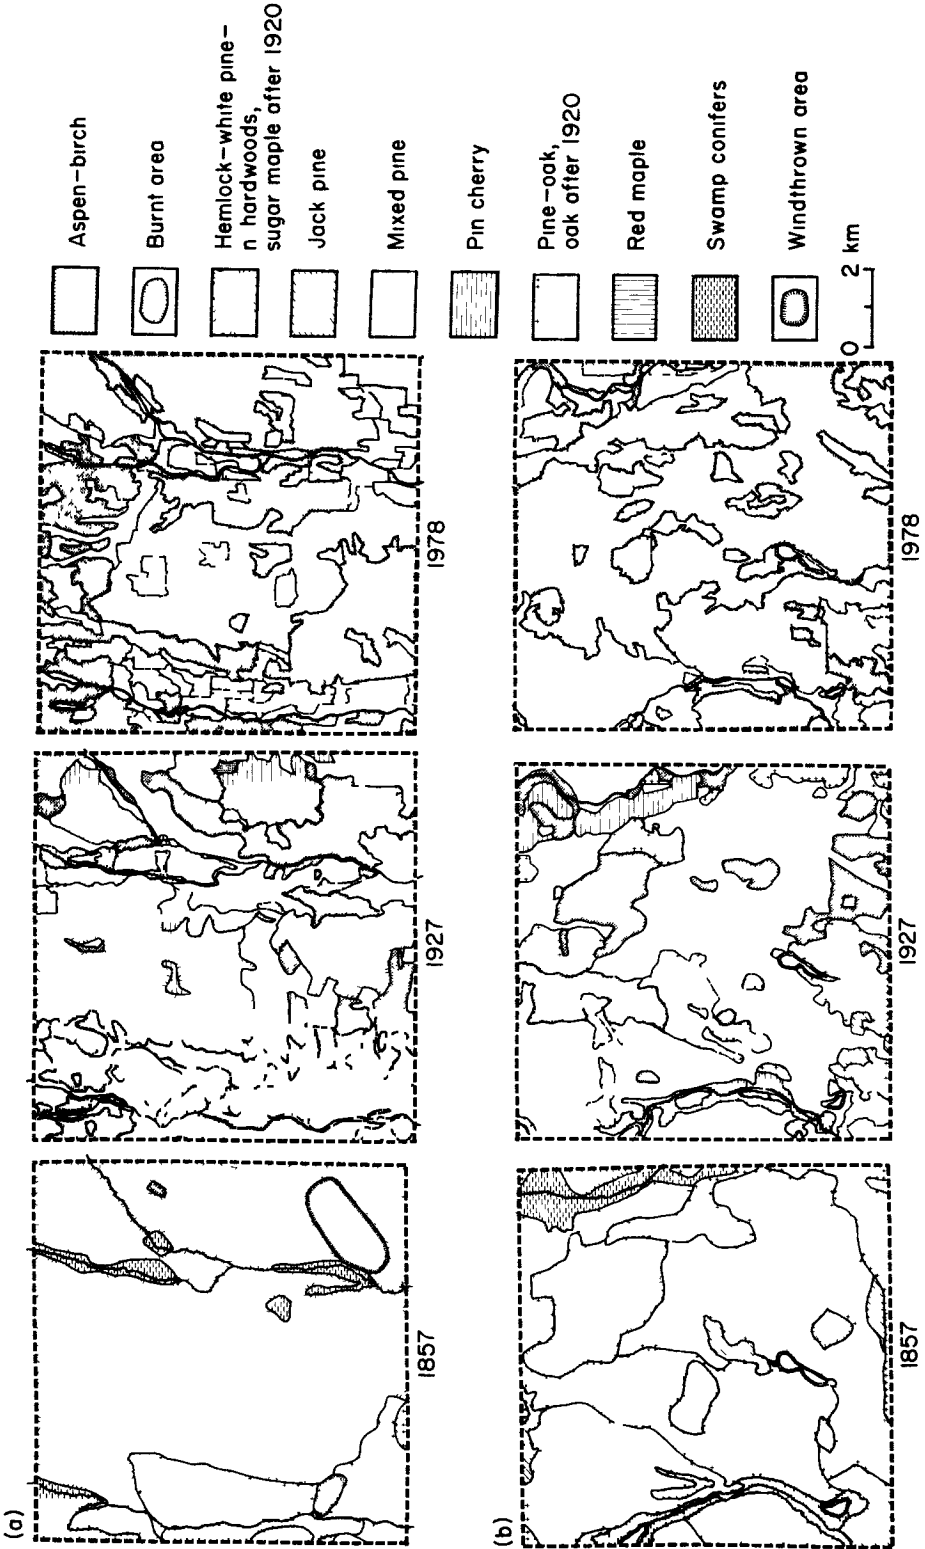 (a)
1857
1927
1978
(b)
1857
1927
1978
Aspen-birch
Burnt area
Hemlock-white pine-
n hardwoods,
sugar maple after 1920
Jack pine
Mixed pine
Pin cherry
Pine-oak,
oak after 1920
Red maple
Swamp conifers
Windthrown area
0 2 km